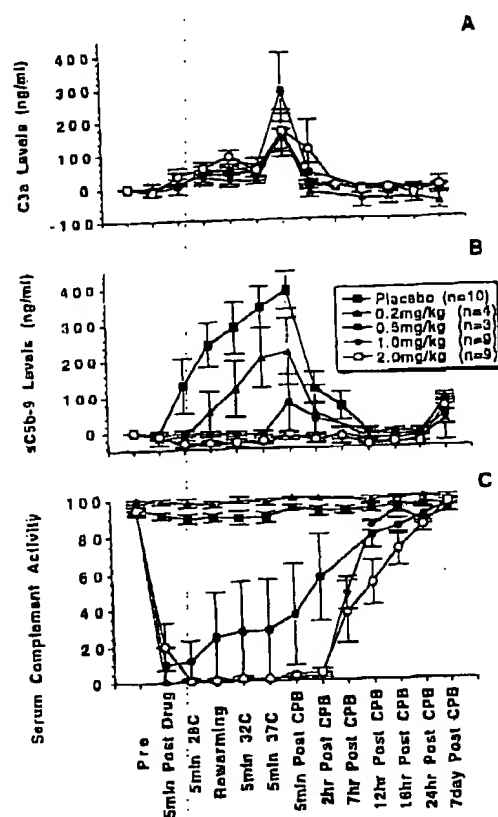 A
C3a Levels (ng/ml)
400
300
200
100
0
-100
B
sC5b-9 Levels (ng/ml)
400
300
200
100
0
Placebo (n=10)
0.2mg/kg (n=4)
0.5mg/kg (n=3)
1.0mg/kg (n=9)
2.0mg/kg (n=9)
C
Serum Complement Activity
100
80
60
40
20
0
Pre
5min Post Drug
5min 28C
Rewarming
5min 32C
5min 37C
5min Post CPB
2hr Post CPB
7hr Post CPB
12hr Post CPB
16hr Post CPB
24hr Post CPB
7day Post CPB